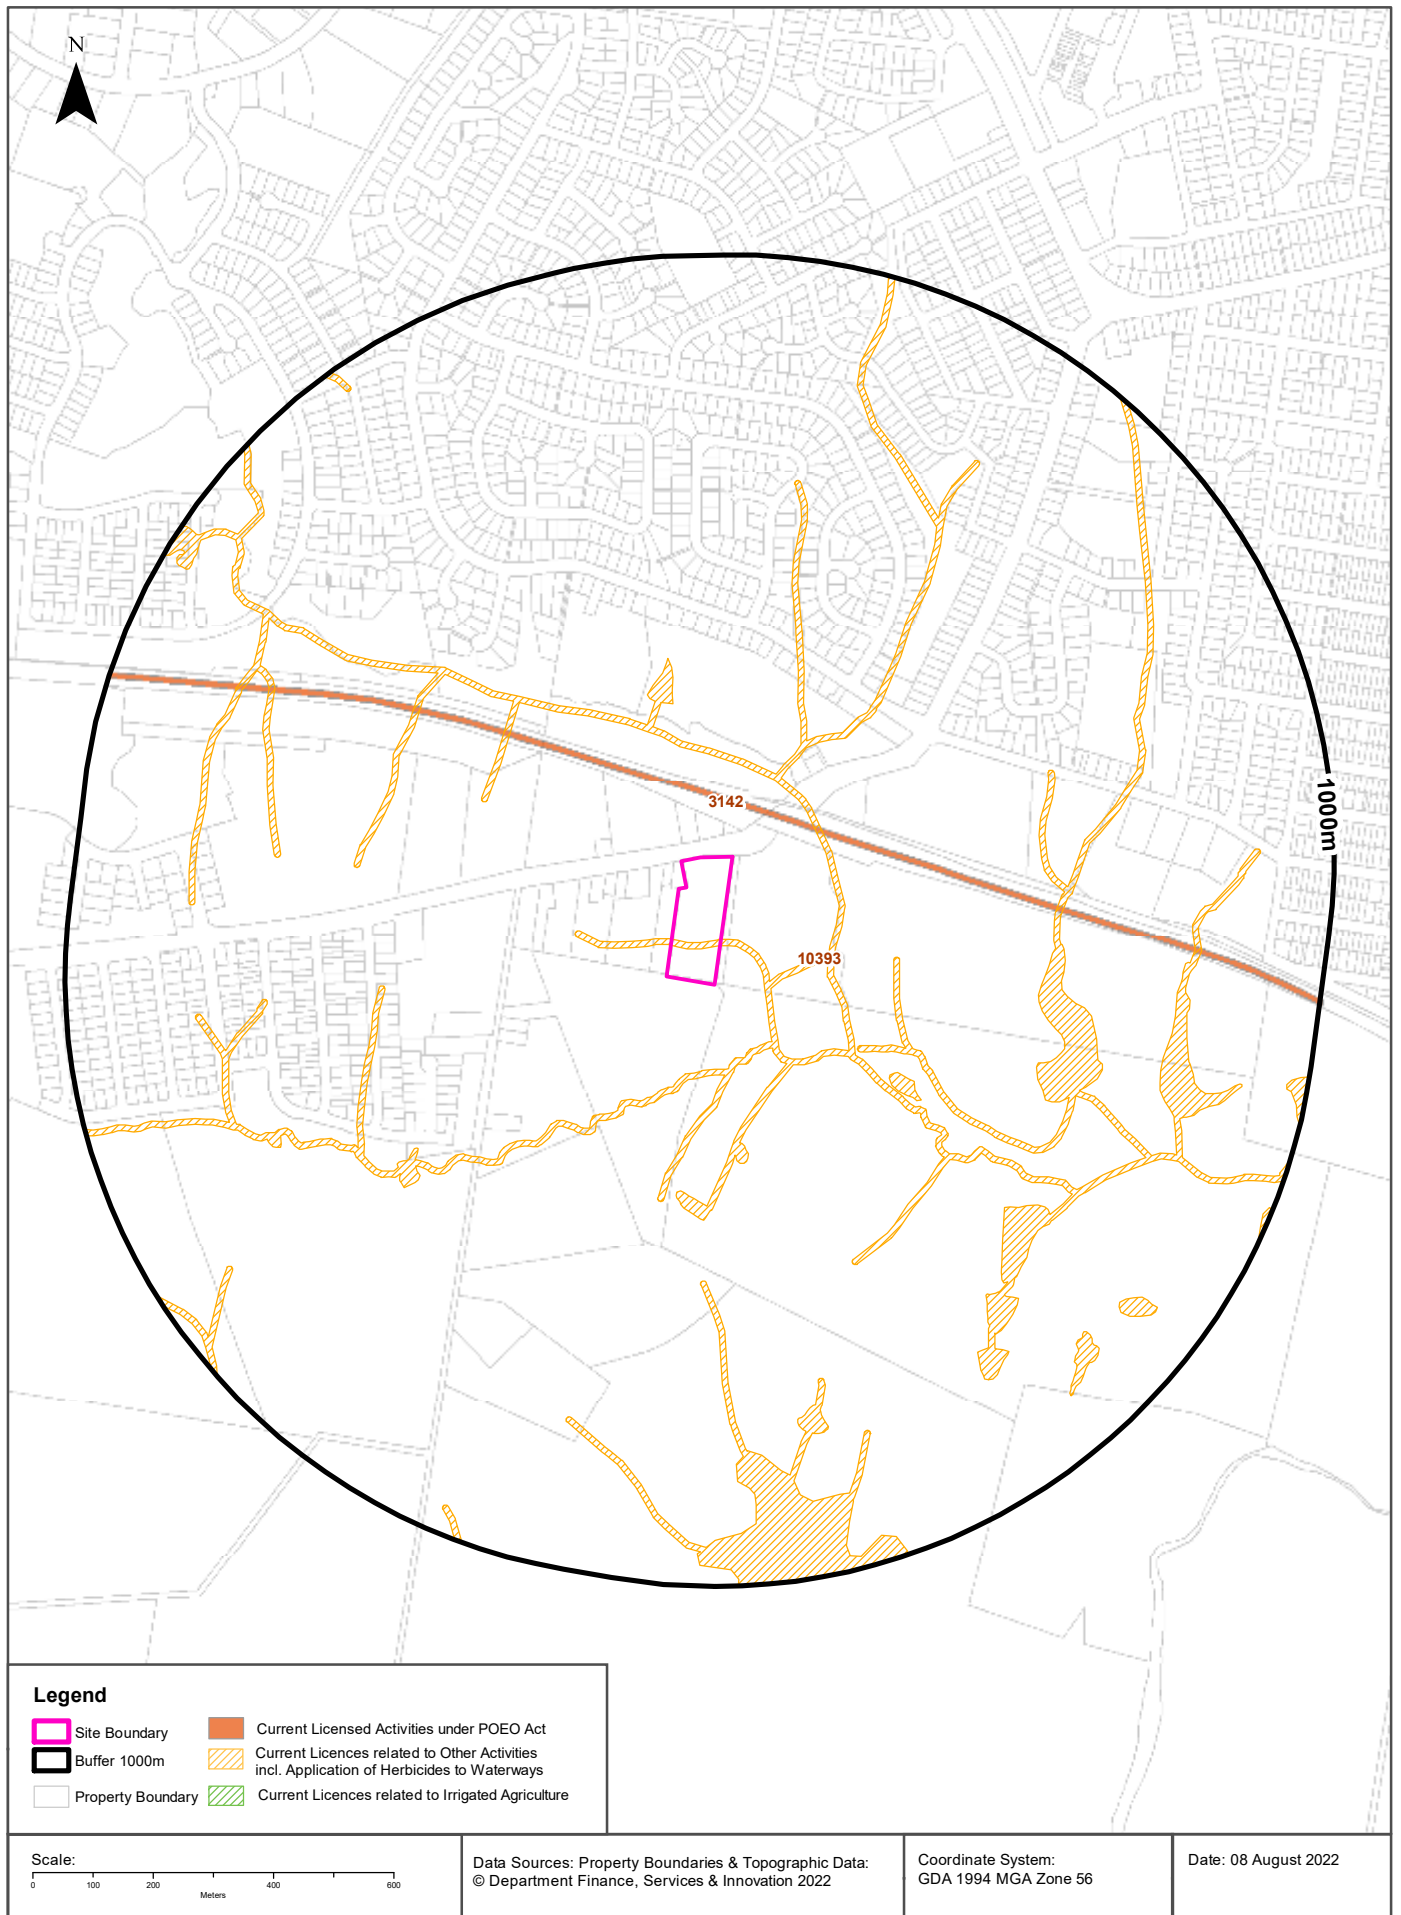 N
1000m
3142
10393
Legend
Site Boundary
Buffer 1000m
Property Boundary
Current Licensed Activities under POEO Act
Current Licences related to Other Activities
incl. Application of Herbicides to Waterways
Current Licences related to Irrigated Agriculture
Scale:
0 100 200 400 600
Meters
Data Sources: Property Boundaries & Topographic Data:
© Department Finance, Services & Innovation 2022
Coordinate System:
GDA 1994 MGA Zone 56
Date: 08 August 2022